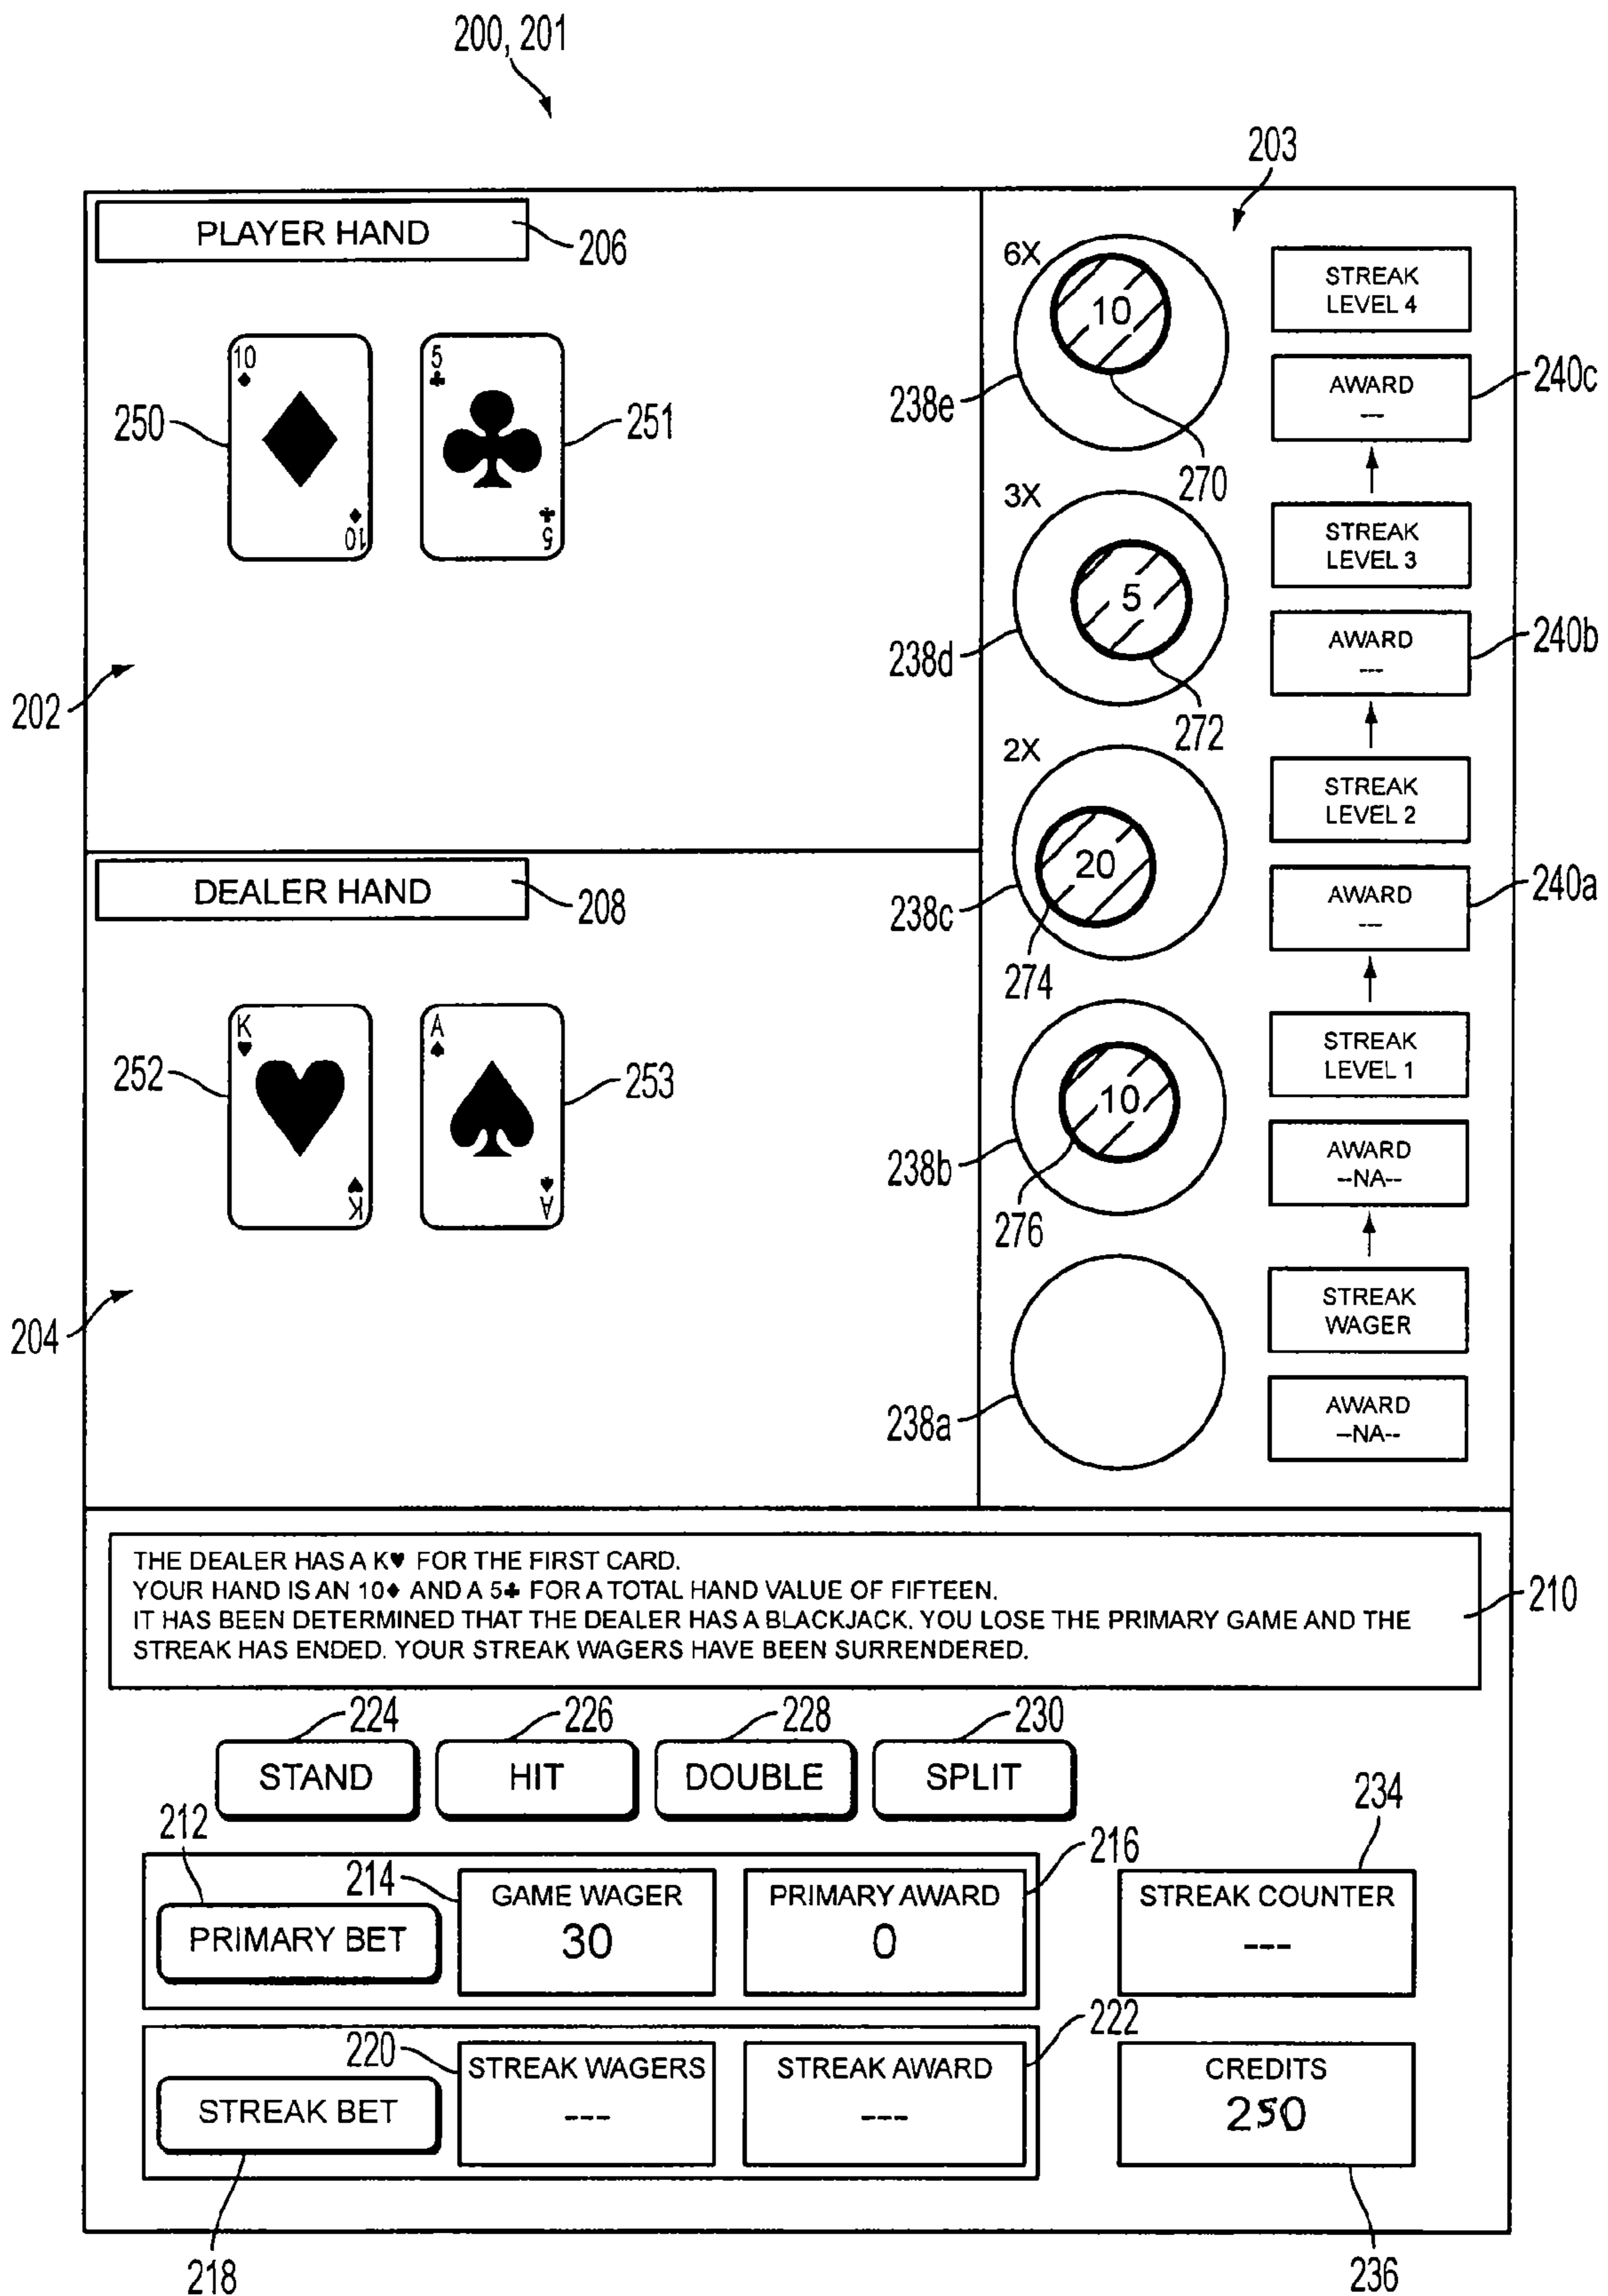 200, 201
203
PLAYER HAND
206
10♦
10♦
250
5♣
5♣
251
202
DEALER HAND
208
K♥
K♥
252
A♠
A♠
253
204
6X
10
238e
270
STREAK
LEVEL 4
AWARD
---
240c
3X
5
238d
272
STREAK
LEVEL 3
AWARD
---
240b
2X
20
238c
274
STREAK
LEVEL 2
AWARD
---
240a
10
238b
276
STREAK
LEVEL 1
AWARD
--NA--
238a
STREAK
WAGER
AWARD
--NA--
THE DEALER HAS A K♥ FOR THE FIRST CARD.
YOUR HAND IS AN 10♦ AND A 5♣ FOR A TOTAL HAND VALUE OF FIFTEEN.
IT HAS BEEN DETERMINED THAT THE DEALER HAS A BLACKJACK. YOU LOSE THE PRIMARY GAME AND THE
STREAK HAS ENDED. YOUR STREAK WAGERS HAVE BEEN SURRENDERED.
210
224
226
228
230
STAND
HIT
DOUBLE
SPLIT
212
PRIMARY BET
214
GAME WAGER
30
PRIMARY AWARD
0
216
234
STREAK COUNTER
---
STREAK BET
218
220
STREAK WAGERS
---
STREAK AWARD
---
222
CREDITS
250
236